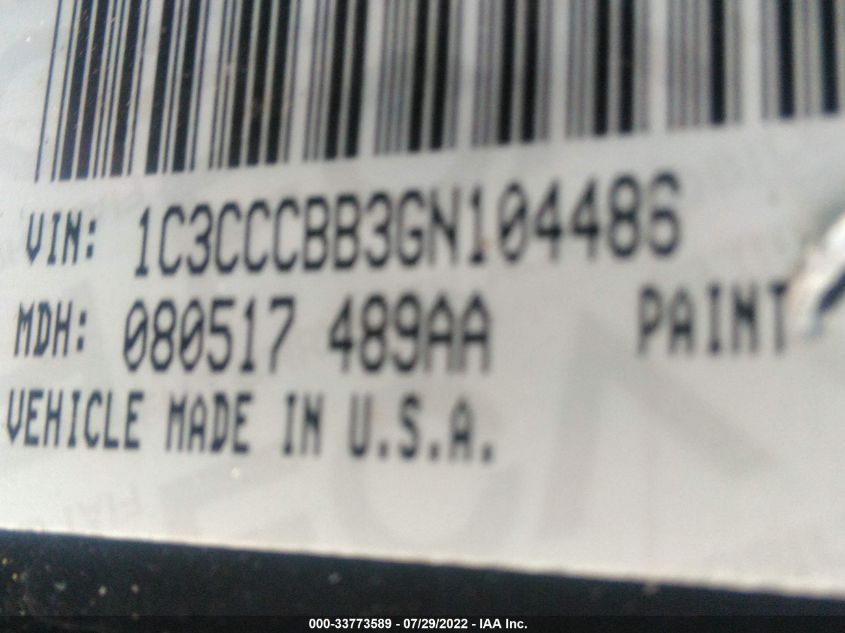 VIN: 1C3CCCBB3GN104486
MDH: 080517 489AA PAINT
VEHICLE MADE IN U.S.A.
000-33773589 - 07/29/2022 - IAA Inc.